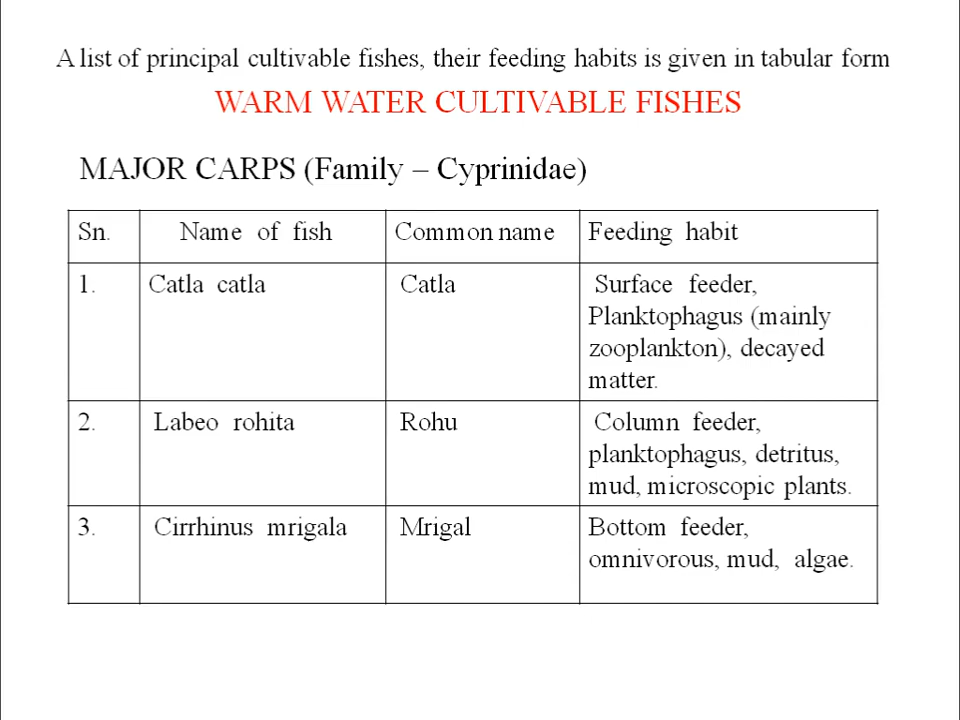 A list of principal cultivable fishes, their feeding habits is given in tabular form
WARM WATER CULTIVABLE FISHES
MAJOR CARPS (Family – Cyprinidae)
Sn. Name of fish Common name Feeding habit
1. Catla catla Catla Surface feeder,
Planktophagus (mainly
zooplankton), decayed
matter.
2. Labeo rohita Rohu Column feeder,
planktophagus, detritus,
mud, microscopic plants.
3. Cirrhinus mrigala Mrigal Bottom feeder,
omnivorous, mud, algae.